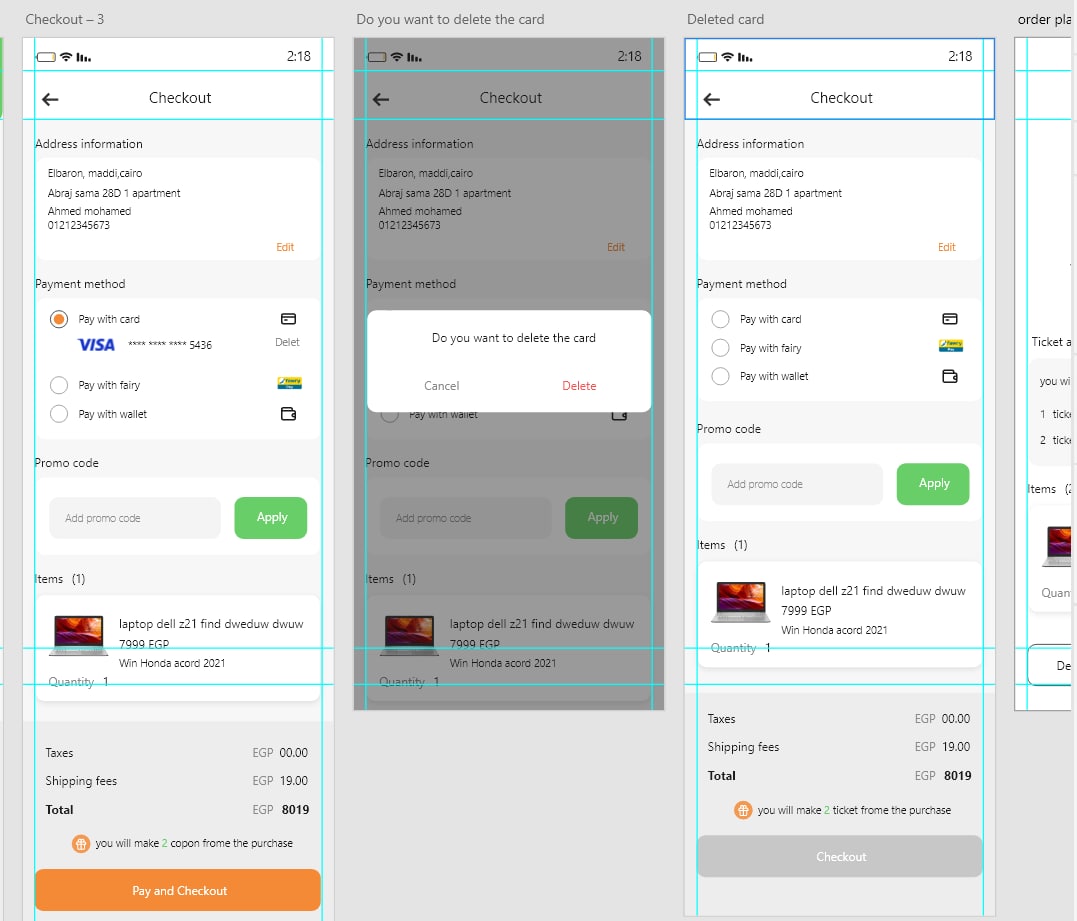 Checkout – 3
2:18
Checkout
Address information
Elbaron, maddi,cairo
Abraj sama 28D 1 apartment
Ahmed mohamed
01212345673
Edit
Payment method
Pay with card
VISA **** **** **** 5436 Delet
Pay with fairy
Pay with wallet
Promo code
Add promo code Apply
Items (1)
laptop dell z21 find dweduw dwuw
7999 EGP
Win Honda acord 2021
Quantity 1
Taxes EGP 00.00
Shipping fees EGP 19.00
Total EGP 8019
you will make 2 copon frome the purchase
Pay and Checkout
Do you want to delete the card
2:18
Checkout
Address information
Elbaron, maddi,cairo
Abraj sama 28D 1 apartment
Ahmed mohamed
01212345673
Edit
Payment method
Do you want to delete the card
Cancel Delete
Pay with wallet
Promo code
Add promo code Apply
Items (1)
laptop dell z21 find dweduw dwuw
7999 EGP
Win Honda acord 2021
Quantity 1
Deleted card
2:18
Checkout
Address information
Elbaron, maddi,cairo
Abraj sama 28D 1 apartment
Ahmed mohamed
01212345673
Edit
Payment method
Pay with card
Pay with fairy
Pay with wallet
Promo code
Add promo code Apply
Items (1)
laptop dell z21 find dweduw dwuw
7999 EGP
Win Honda acord 2021
Quantity 1
Taxes EGP 00.00
Shipping fees EGP 19.00
Total EGP 8019
you will make 2 ticket frome the purchase
Checkout
order pla
Ticket a
you wi
1 ticke
2 ticke
Items (2
Quan
De